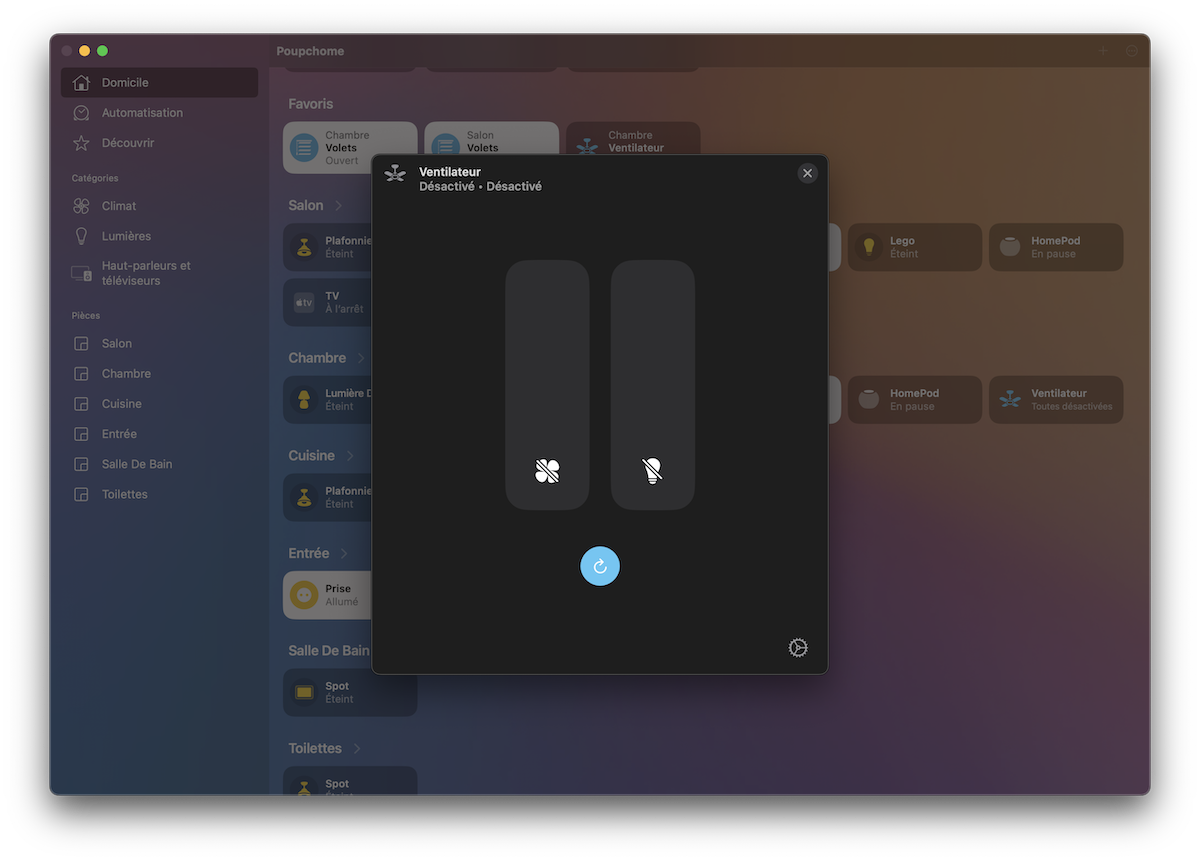 Poupchome
Domicile
Automatisation
Découvrir
Catégories
Climat
Lumières
Haut-parleurs et
téléviseurs
Pièces
Salon
Chambre
Cuisine
Entrée
Salle De Bain
Toilettes
Favoris
Chambre
Volets
Ouvert
Salon
Volets
Chambre
Ventilateur
Salon
Plafonnie
Éteint
TV
À l'arrêt
Lego
Éteint
HomePod
En pause
Chambre
Lumière D
Éteint
HomePod
En pause
Ventilateur
Toutes désactivées
Cuisine
Plafonnie
Éteint
Entrée
Prise
Allumé
Salle De Bain
Spot
Éteint
Toilettes
Spot
Éteint
Ventilateur
Désactivé • Désactivé
tv